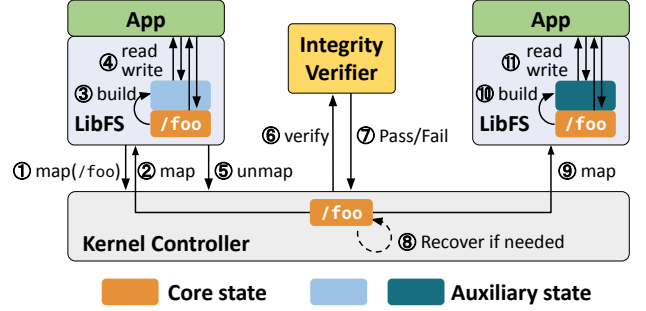 App
④ read
write
③ build
/foo
LibFS
① map(/foo)
② map
⑤ unmap
Integrity
Verifier
⑥ verify
⑦ Pass/Fail
App
⑪ read
write
⑩ build
/foo
LibFS
⑨ map
/foo
Kernel Controller
⑧ Recover if needed
Core state
Auxiliary state